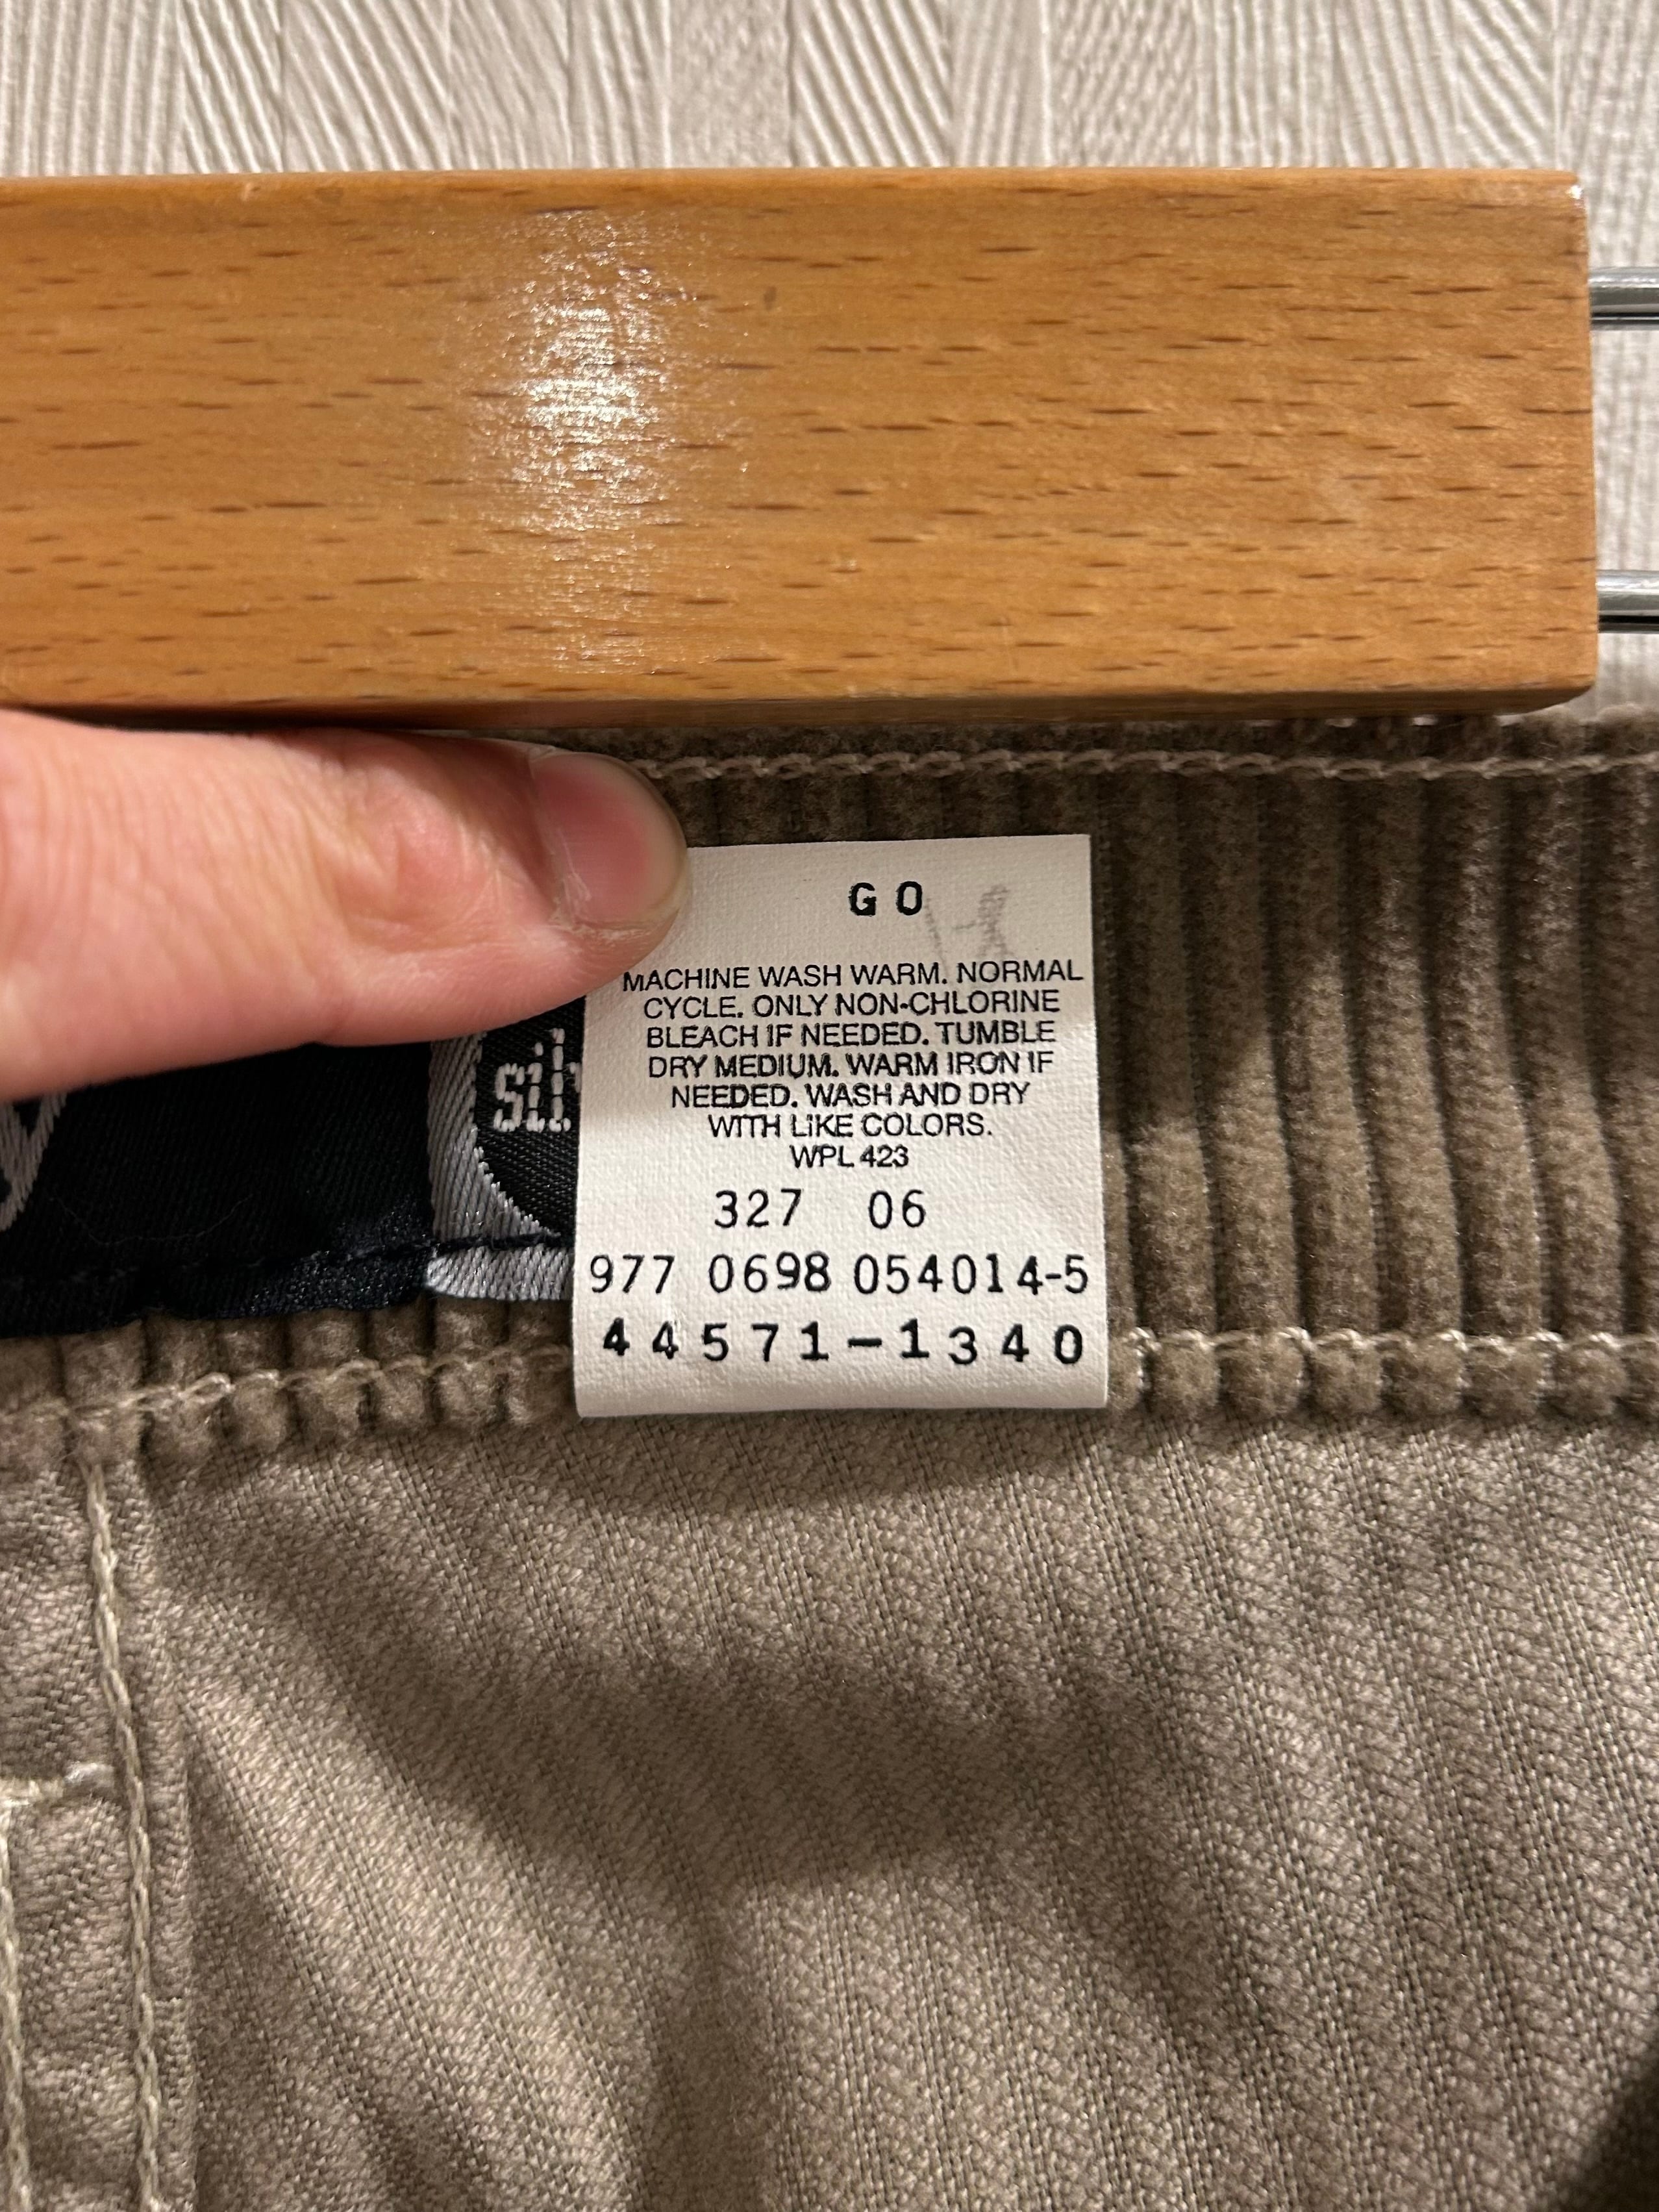 G O
MACHINE WASH WARM. NORMAL
CYCLE. ONLY NON-CHLORINE
BLEACH IF NEEDED. TUMBLE
DRY MEDIUM. WARM IRON IF
NEEDED. WASH AND DRY
WITH LIKE COLORS.
WPL 423
327 06
977 0698 054014-5
44571-1340